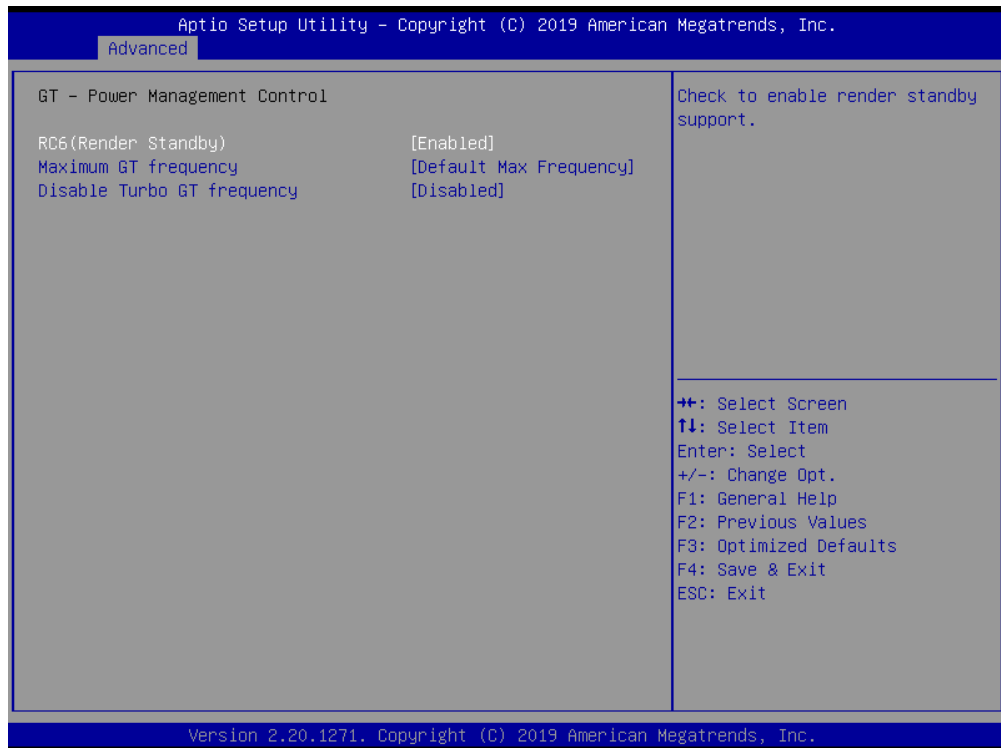 Aptio Setup Utility – Copyright (C) 2019 American Megatrends, Inc.
Advanced
GT – Power Management Control
RC6(Render Standby) [Enabled]
Maximum GT frequency [Default Max Frequency]
Disable Turbo GT frequency [Disabled]
Check to enable render standby
support.
→←: Select Screen
↑↓: Select Item
Enter: Select
+/-: Change Opt.
F1: General Help
F2: Previous Values
F3: Optimized Defaults
F4: Save & Exit
ESC: Exit
Version 2.20.1271. Copyright (C) 2019 American Megatrends, Inc.